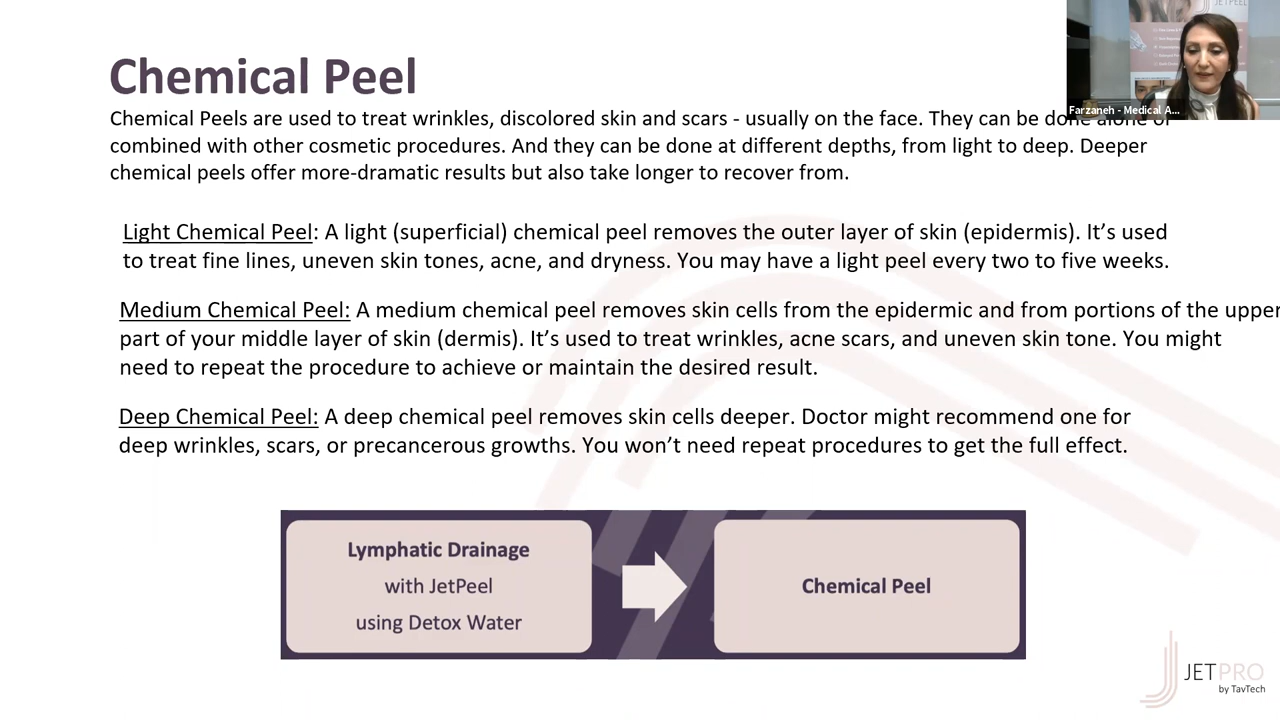 Chemical Peel
Chemical Peels are used to treat wrinkles, discolored skin and scars - usually on the face. They can be done alone or
combined with other cosmetic procedures. And they can be done at different depths, from light to deep. Deeper
chemical peels offer more-dramatic results but also take longer to recover from.
Light Chemical Peel: A light (superficial) chemical peel removes the outer layer of skin (epidermis). It’s used
to treat fine lines, uneven skin tones, acne, and dryness. You may have a light peel every two to five weeks.
Medium Chemical Peel: A medium chemical peel removes skin cells from the epidermic and from portions of the upper
part of your middle layer of skin (dermis). It’s used to treat wrinkles, acne scars, and uneven skin tone. You might
need to repeat the procedure to achieve or maintain the desired result.
Deep Chemical Peel: A deep chemical peel removes skin cells deeper. Doctor might recommend one for
deep wrinkles, scars, or precancerous growths. You won’t need repeat procedures to get the full effect.
Lymphatic Drainage
with JetPeel
using Detox Water
Chemical Peel
JETPEEL
Farzaneh - Medical A...
JETPRO
by TavTech